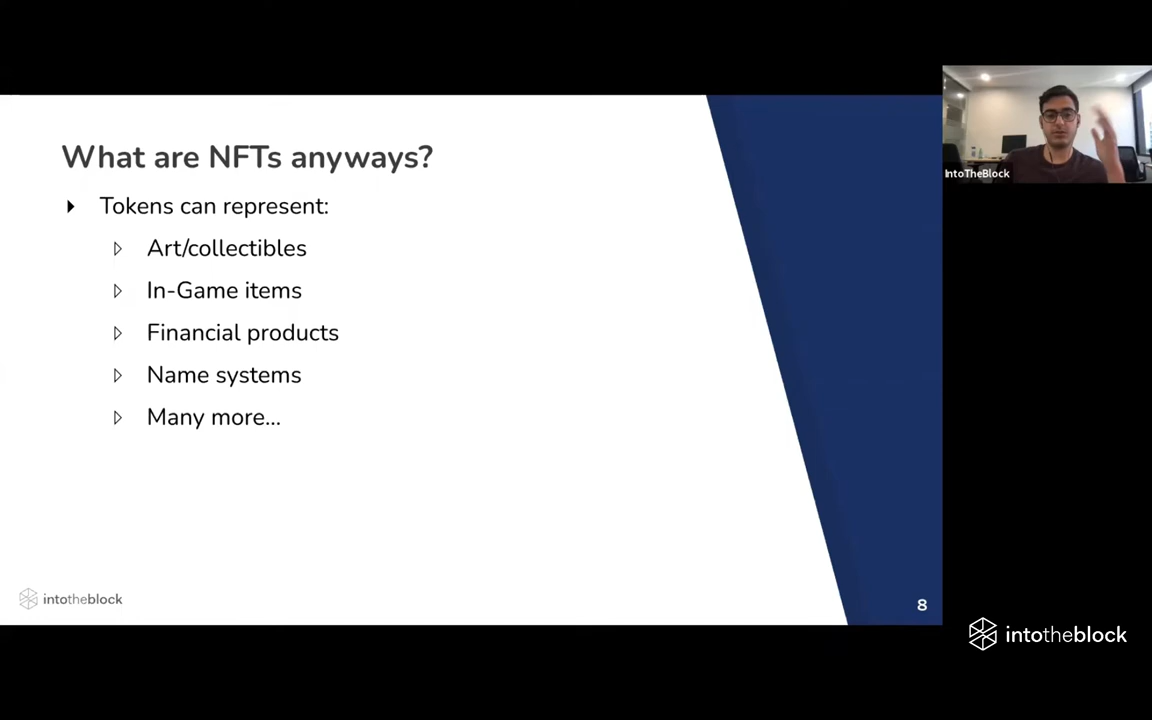 What are NFTs anyways?
Tokens can represent:
Art/collectibles
In-Game items
Financial products
Name systems
Many more...
intotheblock
8
IntoTheBlock
intotheblock